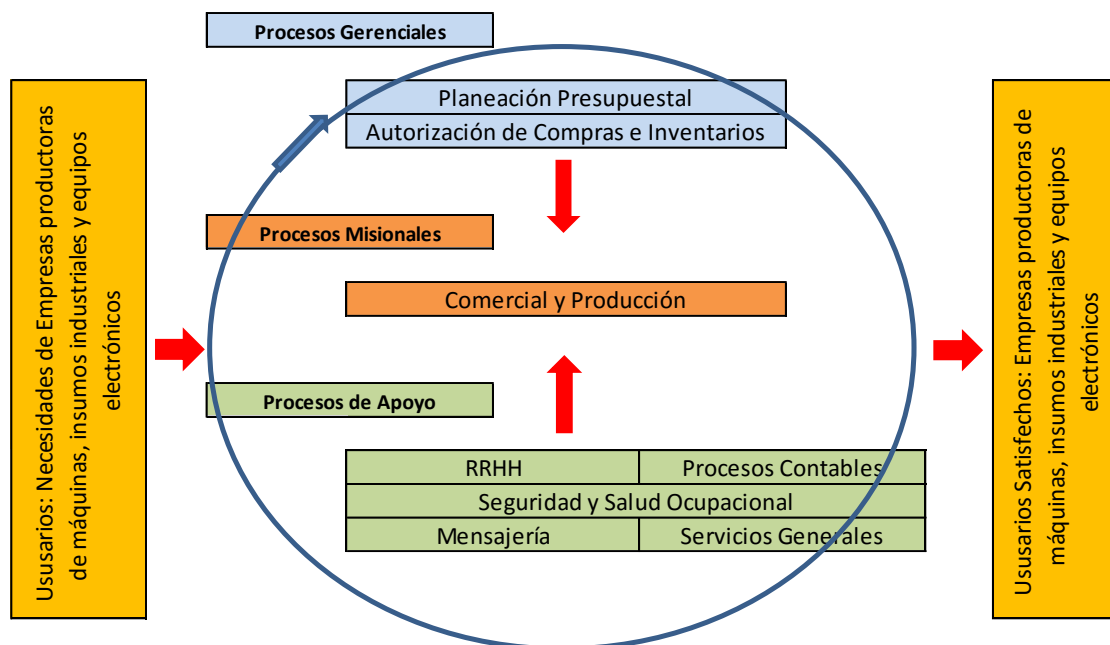 Procesos Gerenciales
Planeación Presupuestal
Autorización de Compras e Inventarios
Ususarios: Necesidades de Empresas productoras
de máquinas, insumos industriales y equipos
electrónicos
Procesos Misionales
Comercial y Producción
Procesos de Apoyo
RRHH
Procesos Contables
Seguridad y Salud Ocupacional
Mensajería
Servicios Generales
Ususarios Satisfechos: Empresas productoras de
máquinas, insumos industriales y equipos
electrónicos